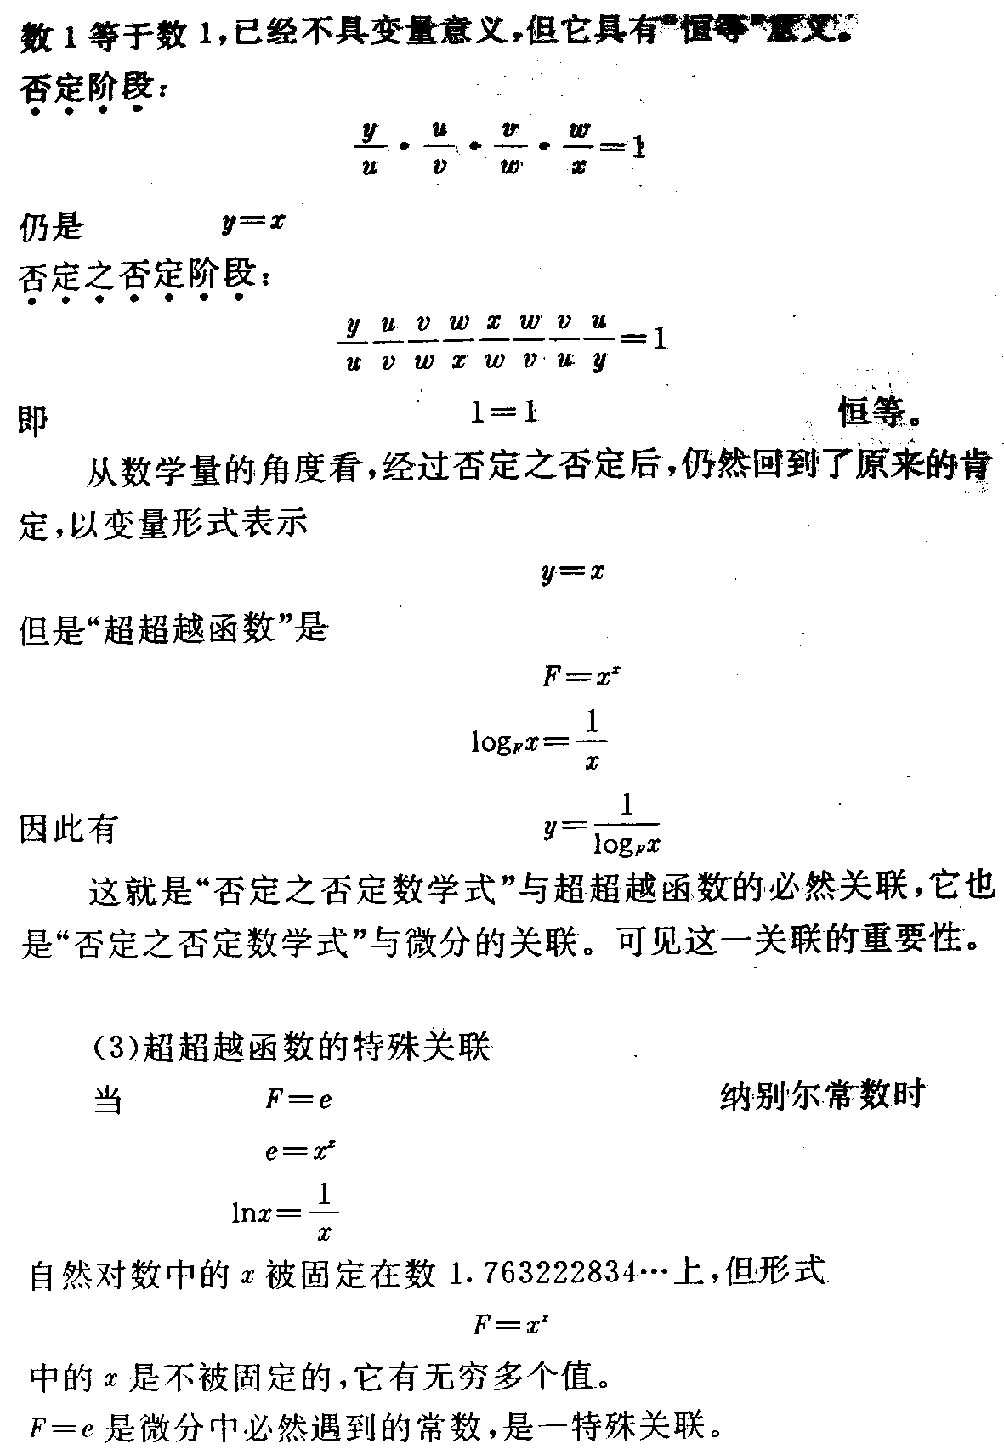 数1等于数1,已经不具变量意义,但它具有“恒等”意义。
否定阶段:
y/u · u/v · v/w · w/x = 1
仍是 y=x
否定之否定阶段:
y/u u/v v/w w/x x/w w/v v/u u/y = 1
即 1=1 恒等。
从数学量的角度看,经过否定之否定后,仍然回到了原来的肯
定,以变量形式表示
y=x
但是“超超越函数”是
F=x^x
log_F x=1/x
因此有 y=1/log_F x
这就是“否定之否定数学式”与超超越函数的必然关联,它也
是“否定之否定数学式”与微分的关联。可见这一关联的重要性。
(3)超超越函数的特殊关联
当 F=e 纳别尔常数时
e=x^x
lnx=1/x
自然对数中的 x 被固定在数 1.763222834…上,但形式
F=x^x
中的 x 是不被固定的,它有无穷多个值。
F=e 是微分中必然遇到的常数,是一特殊关联。